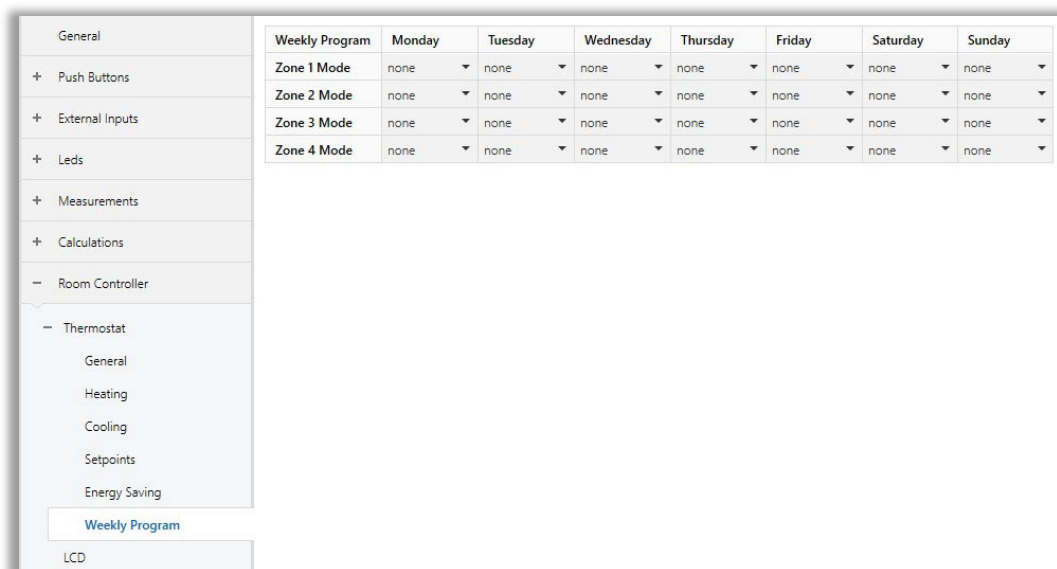 General
+ Push Buttons
+ External Inputs
+ Leds
+ Measurements
+ Calculations
− Room Controller
− Thermostat
General
Heating
Cooling
Setpoints
Energy Saving
Weekly Program
LCD
Weekly Program Monday Tuesday Wednesday Thursday Friday Saturday Sunday
Zone 1 Mode none none none none none none none
Zone 2 Mode none none none none none none none
Zone 3 Mode none none none none none none none
Zone 4 Mode none none none none none none none